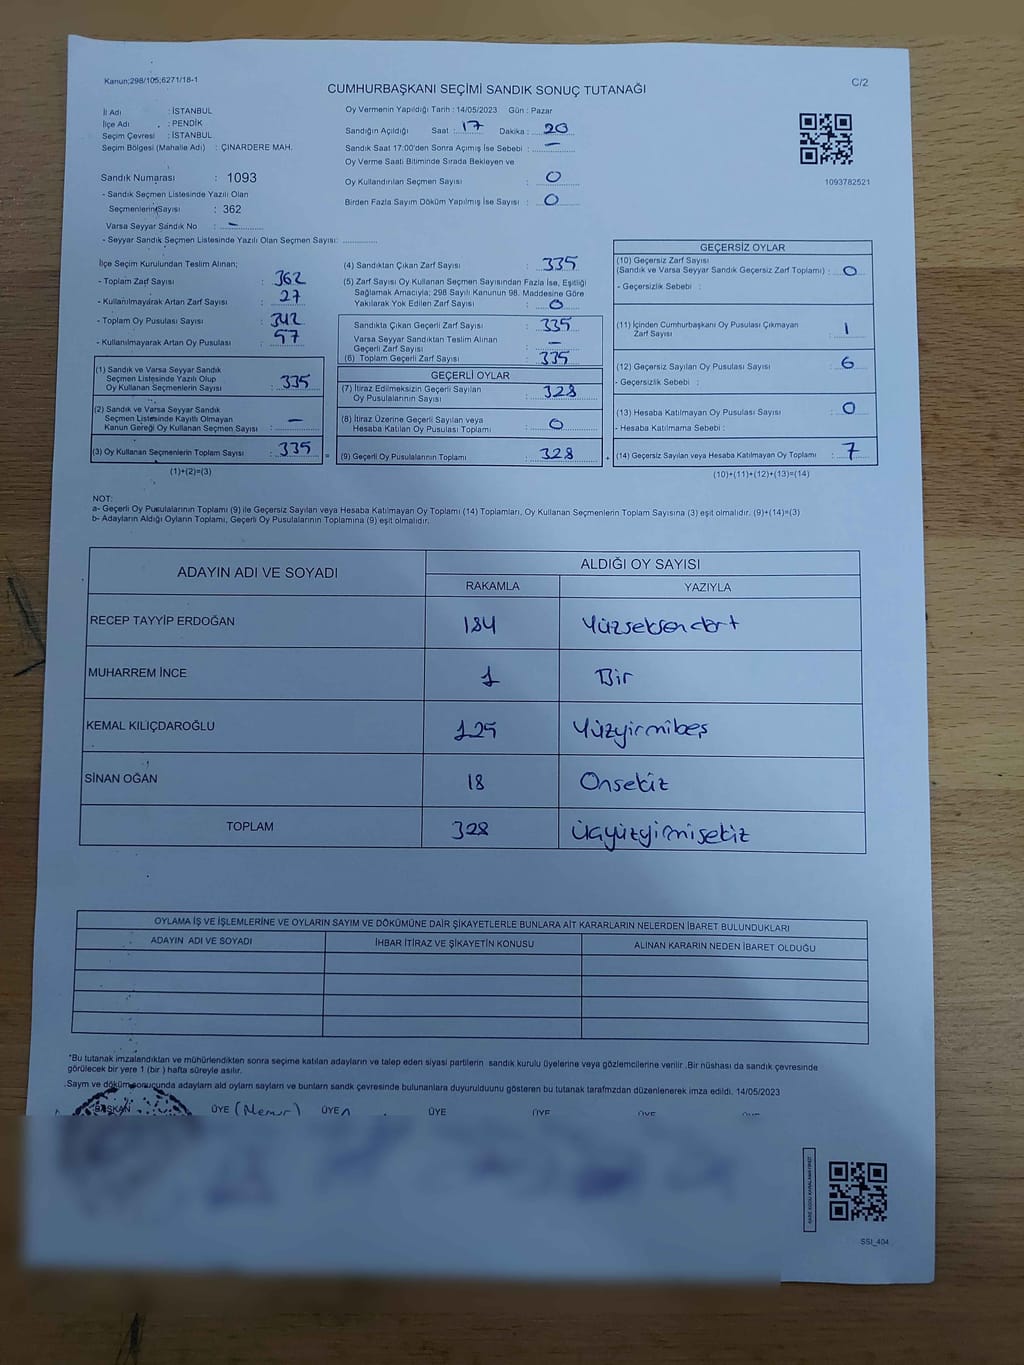 Kanun;298/105;6271/18-1
C/2
CUMHURBAŞKANI SEÇİMİ SANDIK SONUÇ TUTANAĞI
İl Adı : İSTANBUL
İlçe Adı : PENDİK
Seçim Çevresi : İSTANBUL
Seçim Bölgesi (Mahalle Adı) : ÇINARDERE MAH.
Sandık Numarası : 1093
- Sandık Seçmen Listesinde Yazılı Olan
Seçmenlerin Sayısı : 362
Varsa Seyyar Sandık No : –
- Seyyar Sandık Seçmen Listesinde Yazılı Olan Seçmen Sayısı: ..................
Oy Vermenin Yapıldığı Tarih : 14/05/2023 Gün : Pazar
Sandığın Açıldığı Saat : 17 Dakika : 20
Sandık Saat 17:00'den Sonra Açımış İse Sebebi : –
Oy Verme Saati Bitiminde Sırada Bekleyen ve
Oy Kullandırılan Seçmen Sayısı : 0
Birden Fazla Sayım Döküm Yapılmış İse Sayısı : 0
1093782521
İlçe Seçim Kurulundan Teslim Alınan;
- Toplam Zarf Sayısı : 362
- Kullanılmayarak Artan Zarf Sayısı : 27
- Toplam Oy Pusulası Sayısı : 342
- Kullanılmayarak Artan Oy Pusulası : 57
(1) Sandık ve Varsa Seyyar Sandık
Seçmen Listesinde Yazılı Olup
Oy Kullanan Seçmenlerin Sayısı : 335
(2) Sandık ve Varsa Seyyar Sandık
Seçmen Listesinde Kayıtlı Olmayan
Kanun Gereği Oy Kullanan Seçmen Sayısı : –
(3) Oy Kullanan Seçmenlerin Toplam Sayısı : 335
(1)+(2)=(3)
(4) Sandıktan Çıkan Zarf Sayısı : 335
(5) Zarf Sayısı Oy Kullanan Seçmen Sayısından Fazla İse, Eşitliği
Sağlamak Amacıyla; 298 Sayılı Kanunun 98. Maddesine Göre
Yakılarak Yok Edilen Zarf Sayısı : 0
Sandıkta Çıkan Geçerli Zarf Sayısı : 335
Varsa Seyyar Sandıktan Teslim Alınan
Geçerli Zarf Sayısı : –
(6) Toplam Geçerli Zarf Sayısı : 335
GEÇERLİ OYLAR
(7) İtiraz Edilmeksizin Geçerli Sayılan
Oy Pusulalarının Sayısı : 328
(8) İtiraz Üzerine Geçerli Sayılan veya
Hesaba Katılan Oy Pusulası Toplamı : 0
= (9) Geçerli Oy Pusulalarının Toplamı : 328
GEÇERSİZ OYLAR
(10) Geçersiz Zarf Sayısı
(Sandık ve Varsa Seyyar Sandık Geçersiz Zarf Toplamı) : 0
- Geçersizlik Sebebi :
(11) İçinden Cumhurbaşkanı Oy Pusulası Çıkmayan
Zarf Sayısı : 1
(12) Geçersiz Sayılan Oy Pusulası Sayısı : 6
- Geçersizlik Sebebi :
(13) Hesaba Katılmayan Oy Pusulası Sayısı : 0
- Hesaba Katılmama Sebebi :
+ (14) Geçersiz Sayılan veya Hesaba Katılmayan Oy Toplamı : 7
(10)+(11)+(12)+(13)=(14)
NOT:
a- Geçerli Oy Pusulalarının Toplamı (9) ile Geçersiz Sayılan veya Hesaba Katılmayan Oy Toplamı (14) Toplamları, Oy Kullanan Seçmenlerin Toplam Sayısına (3) eşit olmalıdır. (9)+(14)=(3)
b- Adayların Aldığı Oyların Toplamı, Geçerli Oy Pusulalarının Toplamına (9) eşit olmalıdır.
ADAYIN ADI VE SOYADI
ALDIĞI OY SAYISI
RAKAMLA YAZIYLA
RECEP TAYYİP ERDOĞAN 184 Yüzseksendört
MUHARREM İNCE 1 Bir
KEMAL KILIÇDAROĞLU 125 Yüzyirmibeş
SİNAN OĞAN 18 Onsekiz
TOPLAM 328 Üçyüzyirmisekiz
OYLAMA İŞ VE İŞLEMLERİNE VE OYLARIN SAYIM VE DÖKÜMÜNE DAİR ŞİKAYETLERLE BUNLARA AİT KARARLARIN NELERDEN İBARET BULUNDUKLARI
ADAYIN ADI VE SOYADI İHBAR İTİRAZ VE ŞİKAYETİN KONUSU ALINAN KARARIN NEDEN İBARET OLDUĞU
*Bu tutanak imzalandıktan ve mühürlendikten sonra seçime katılan adayların ve talep eden siyasi partilerin sandık kurulu üyelerine veya gözlemcilerine verilir .Bir nüshası da sandık çevresinde
görülecek bir yere 1 (bir ) hafta süreyle asılır.
.Saym ve döküm sonuçunda adayların ald oyların sayıları ve bunların sandk çevresinde bulunanlara duyurulduunu gösteren bu tutanak tarafmzdan düzenlenerek imza edildi. 14/05/2023
BAŞKAN ÜYE (Memur) ÜYE ÜYE ÜYE ÜYE
SSI_404